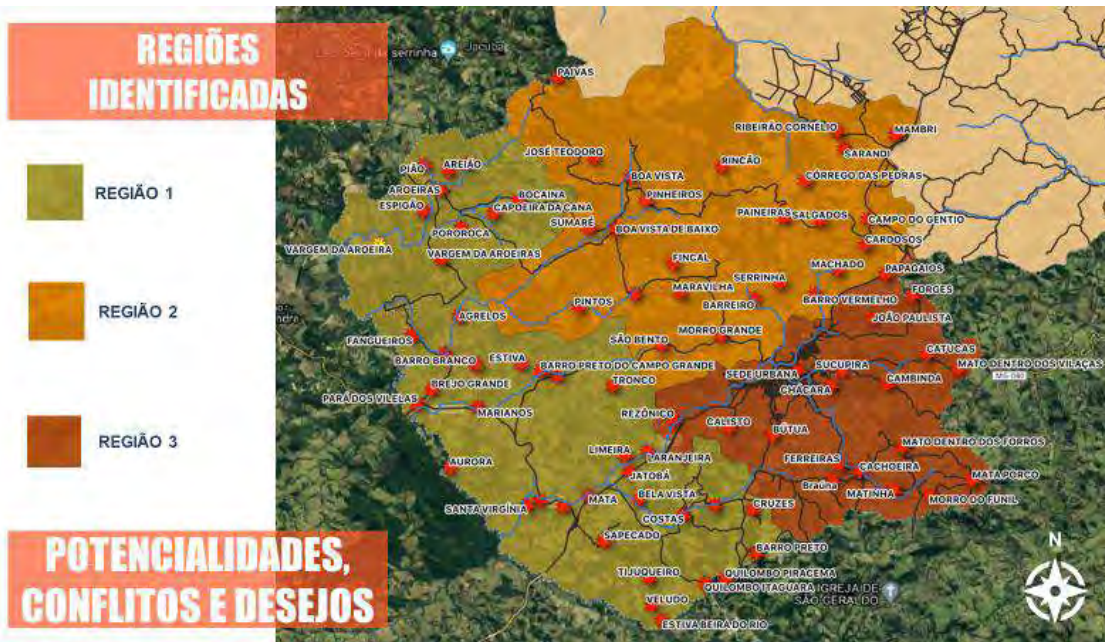 REGIÕES
IDENTIFICADAS
REGIÃO 1
REGIÃO 2
REGIÃO 3
POTENCIALIDADES,
CONFLITOS E DESEJOS
serrinha
Jacuba
PAIVAS
RIBEIRÃO CORNÉLIO
MAMBRI
SARANDI
JOSÉ TEODORO
RINCÃO
PIÃO
AREIÃO
BOA VISTA
CÓRREGO DAS PEDRAS
AROEIRAS
BOCAINA
PINHEIROS
ESPIGÃO
CAPOEIRA DA CANA
PAINEIRAS
SALGADOS
CAMPO DO GENTIO
SUMARÉ
POROROCA
BOA VISTA DE BAIXO
CARDOSOS
VARGEM DA AROEIRA
VARGEM DA AROEIRAS
FINCAL
MACHADO
PAPAGAIOS
SERRINHA
MARAVILHA
FORGES
PINTOS
BARREIRO
BARRO VERMELHO
AGRELOS
JOÃO PAULISTA
MORRO GRANDE
FANGUEIROS
SÃO BENTO
CATUCAS
BARRO BRANCO
ESTIVA
BARRO PRETO DO CAMPO GRANDE
SEDE URBANA
SUCUPIRA
MATO DENTRO DOS VILAÇAS
TRONCO
CAMBINDA
BREJO GRANDE
CHÁCARA
PARÁ DOS VILELAS
MARIANOS
REZÔNICO
CALISTO
BUTUA
MATO DENTRO DOS FORROS
LIMEIRA
LARANJEIRA
FERREIRAS
AURORA
CACHOEIRA
JATOBÁ
MATA PORCO
Braúna
MATINHA
MORRO DO FUNIL
SANTA VIRGÍNIA
MATA
BELA VISTA
CRUZES
COSTAS
SAPECADO
BARRO PRETO
TIJUQUEIRO
QUILOMBO PIRACEMA
QUILOMBO ITAGUARA
IGREJA DE
SÃO GERALDO
VELUDO
ESTIVA BEIRA DO RIO
N